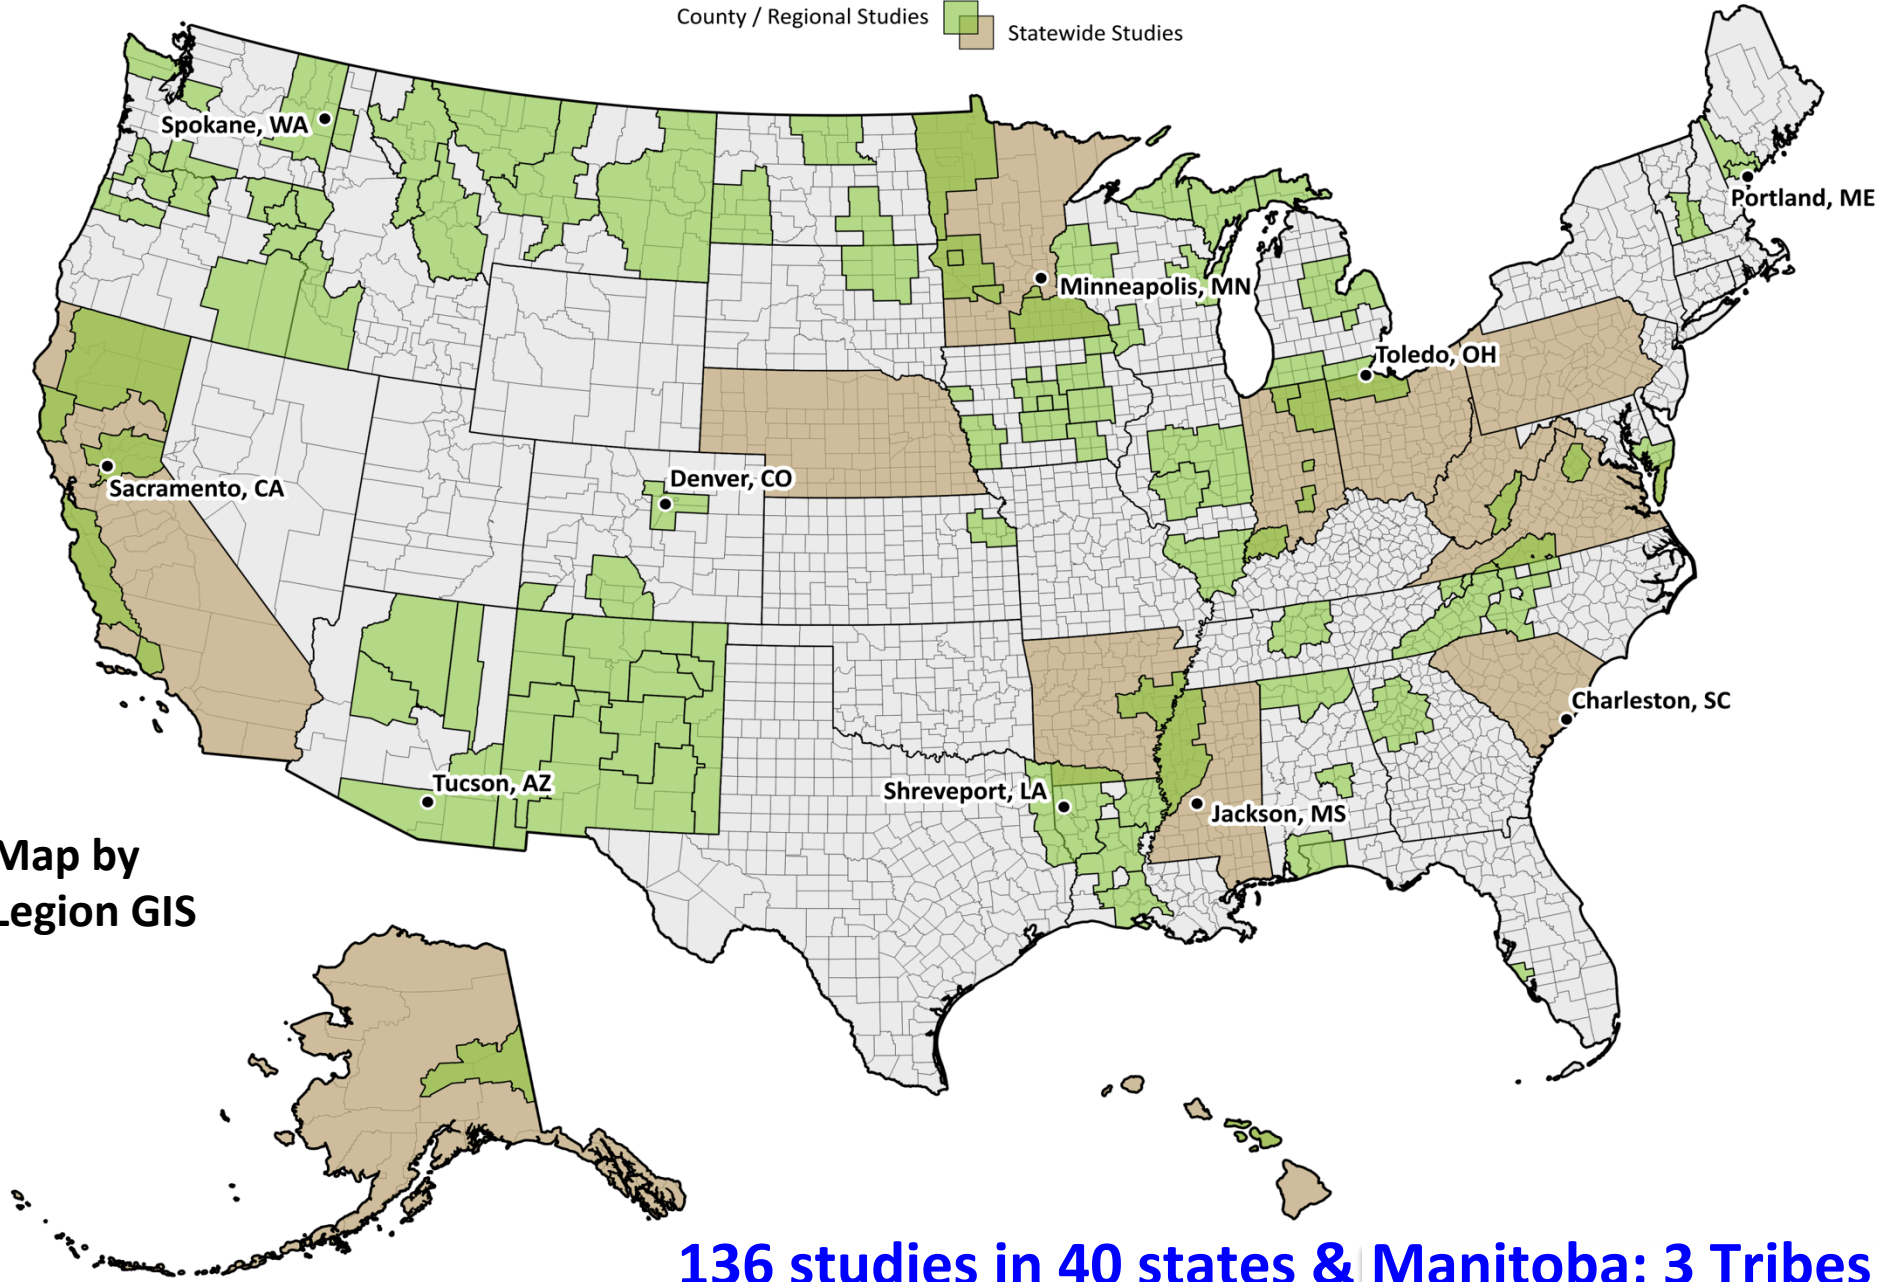 County / Regional Studies
Statewide Studies
Spokane, WA
Portland, ME
Minneapolis, MN
Toledo, OH
Sacramento, CA
Denver, CO
Charleston, SC
Tucson, AZ
Shreveport, LA
Jackson, MS
Map by
Legion GIS
136 studies in 40 states & Manitoba: 3 Tribes